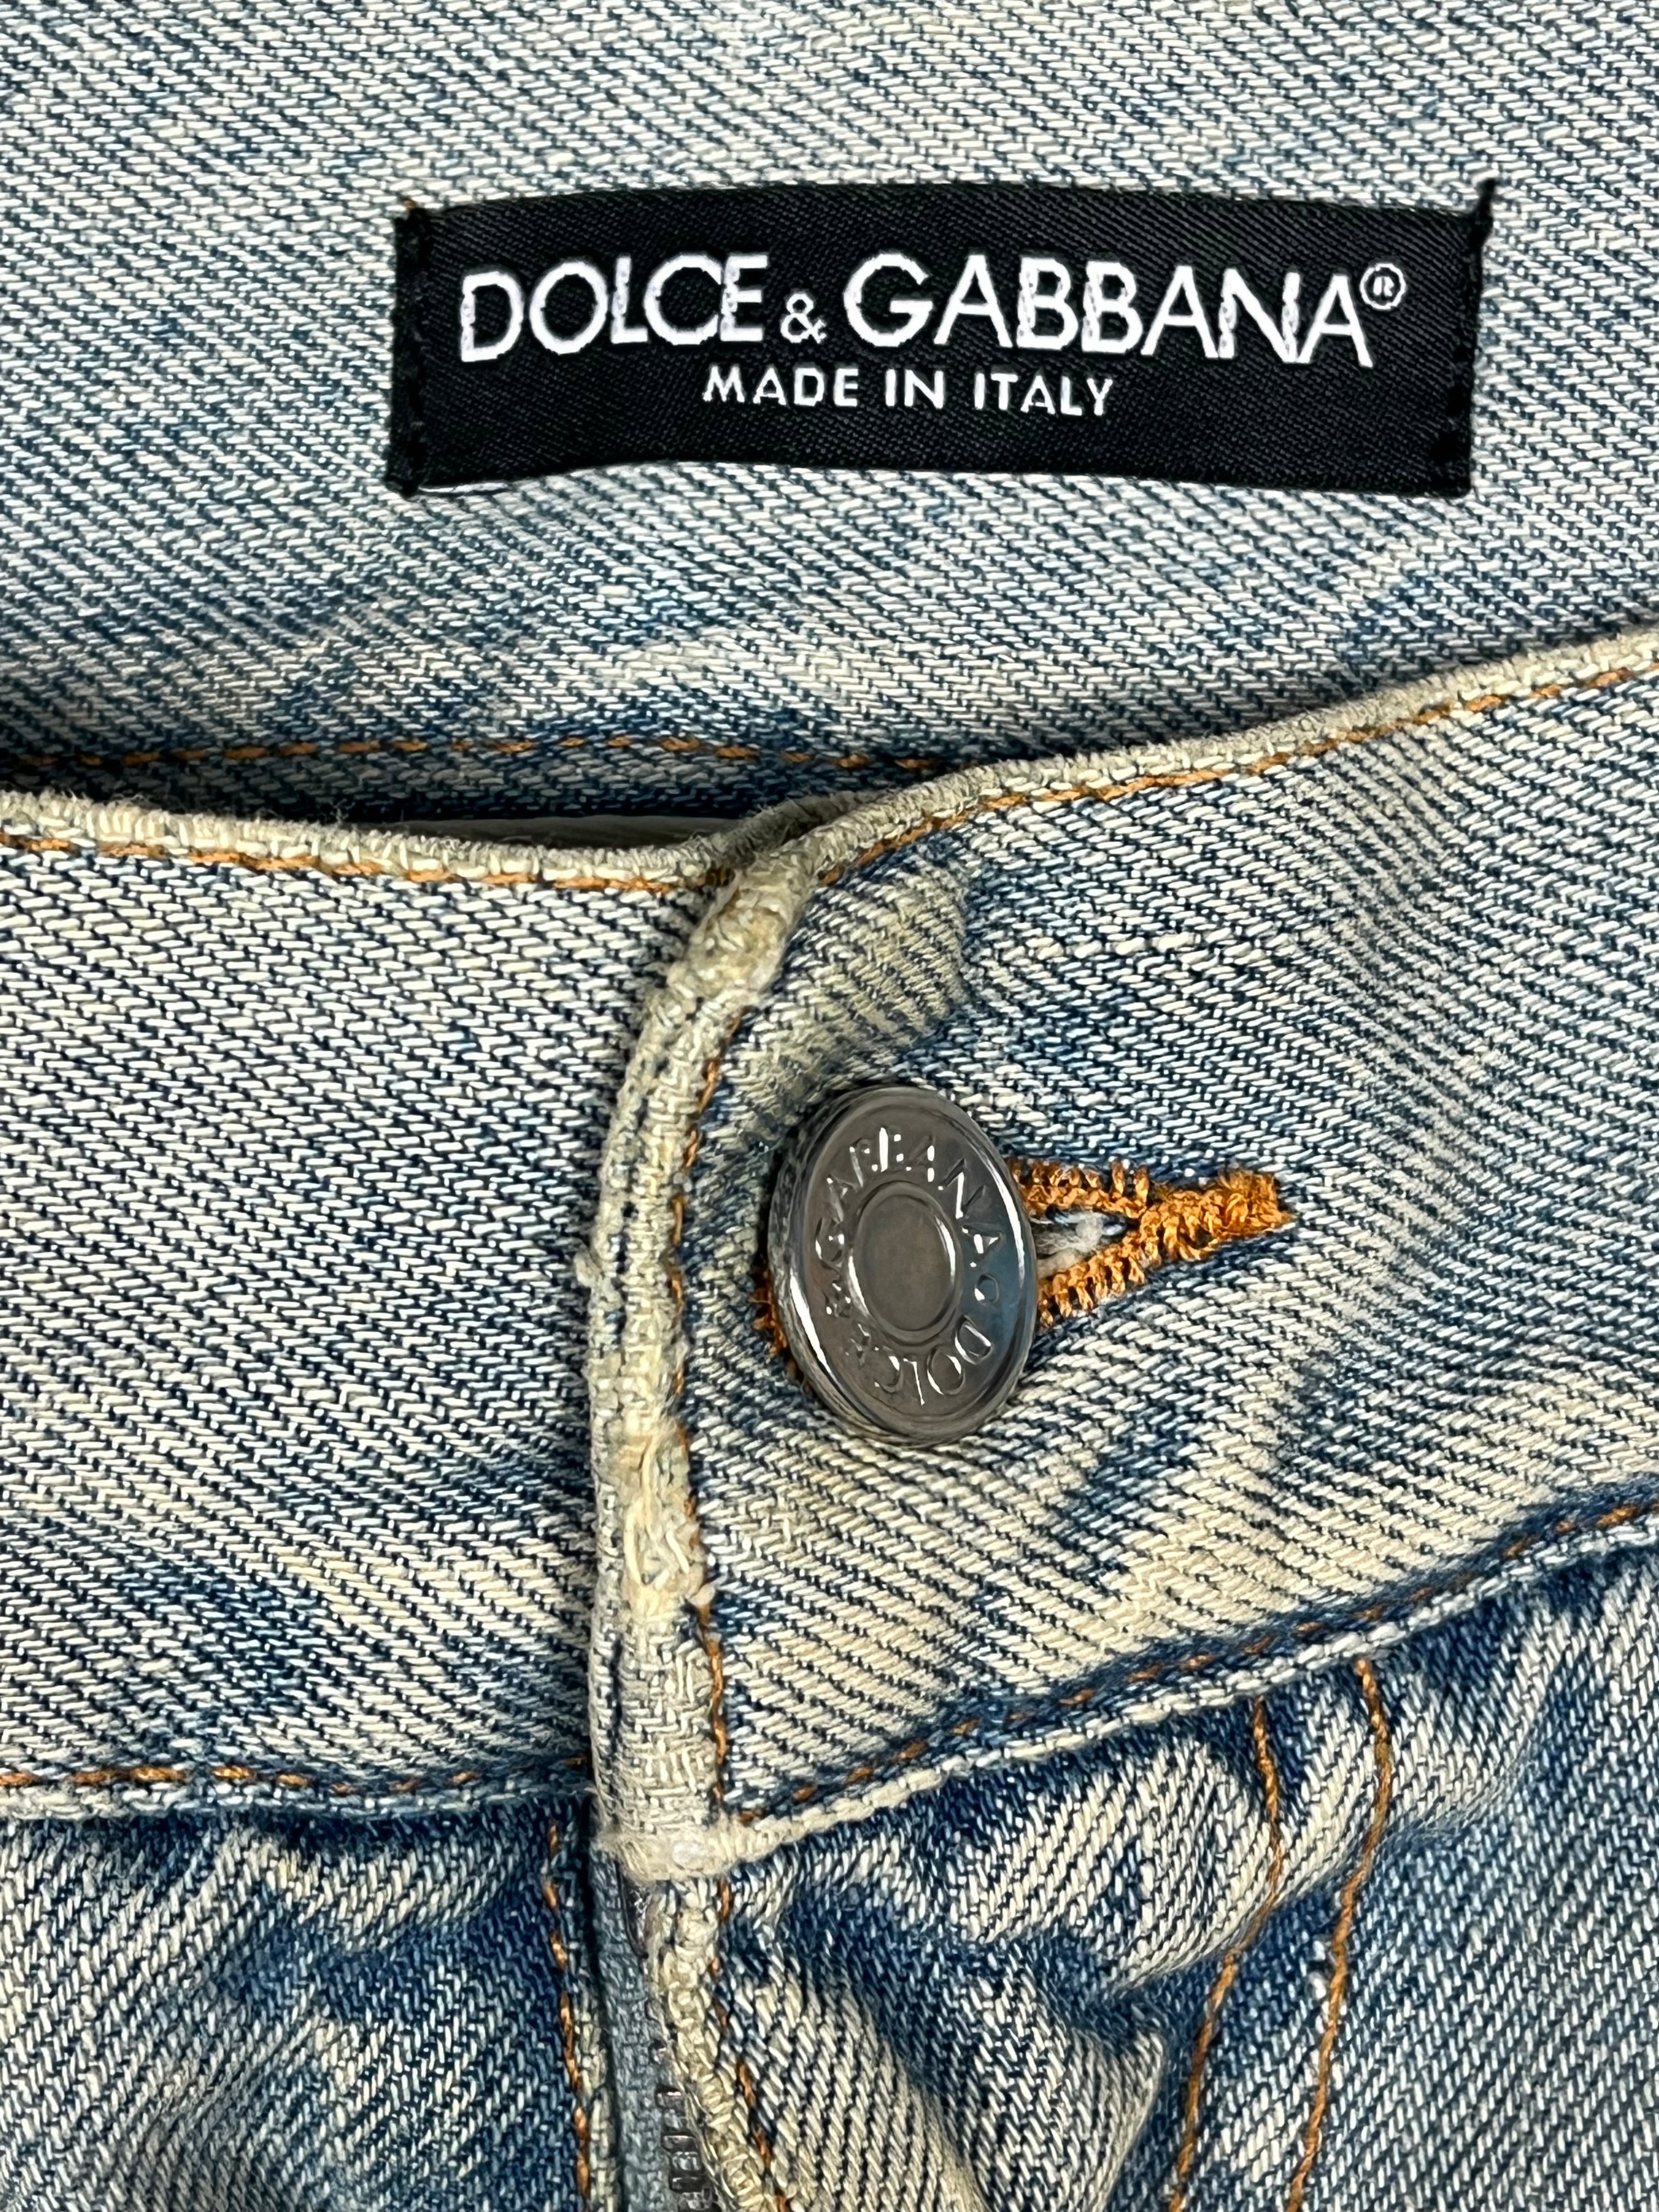 DOLCE & GABBANA®
MADE IN ITALY
& GABBANA DOLCE